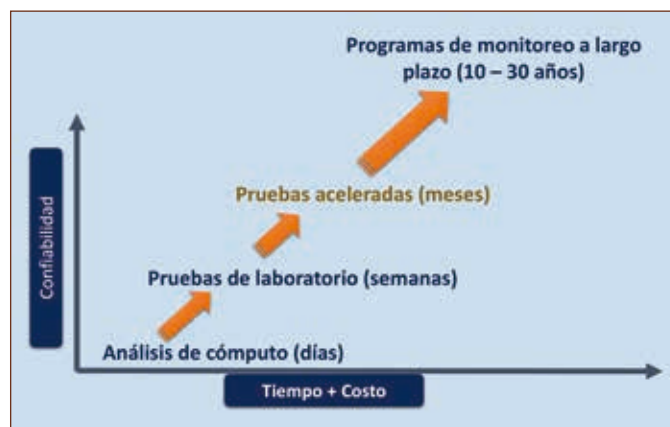 Programas de monitoreo a largo
plazo (10 – 30 años)
Pruebas aceleradas (meses)
Pruebas de laboratorio (semanas)
Análisis de cómputo (días)
Confiabilidad
Tiempo + Costo